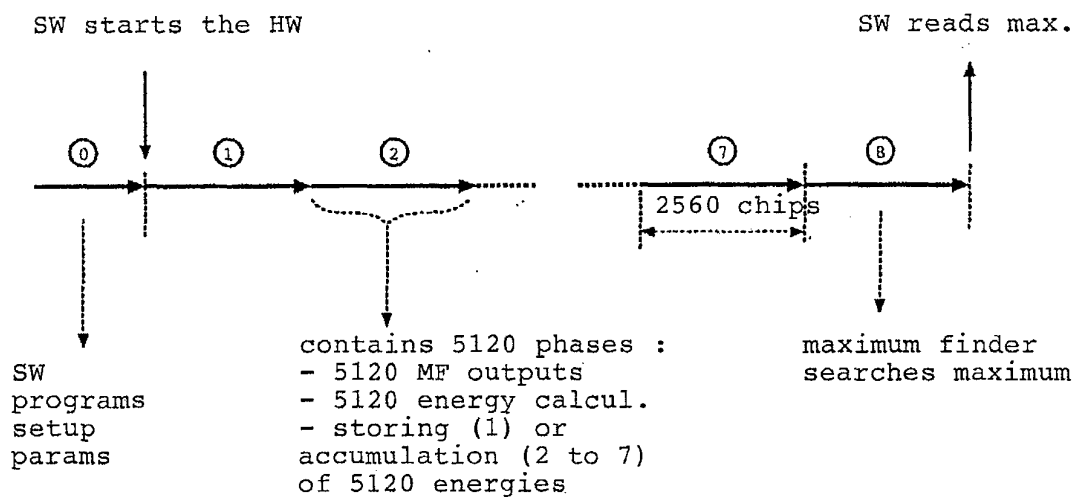 SW starts the HW
SW reads max.
0
1
2
7
8
2560 chips
contains 5120 phases :
- 5120 MF outputs
- 5120 energy calcul.
- storing (1) or
accumulation (2 to 7)
of 5120 energies
SW
programs
setup
params
maximum finder
searches maximum